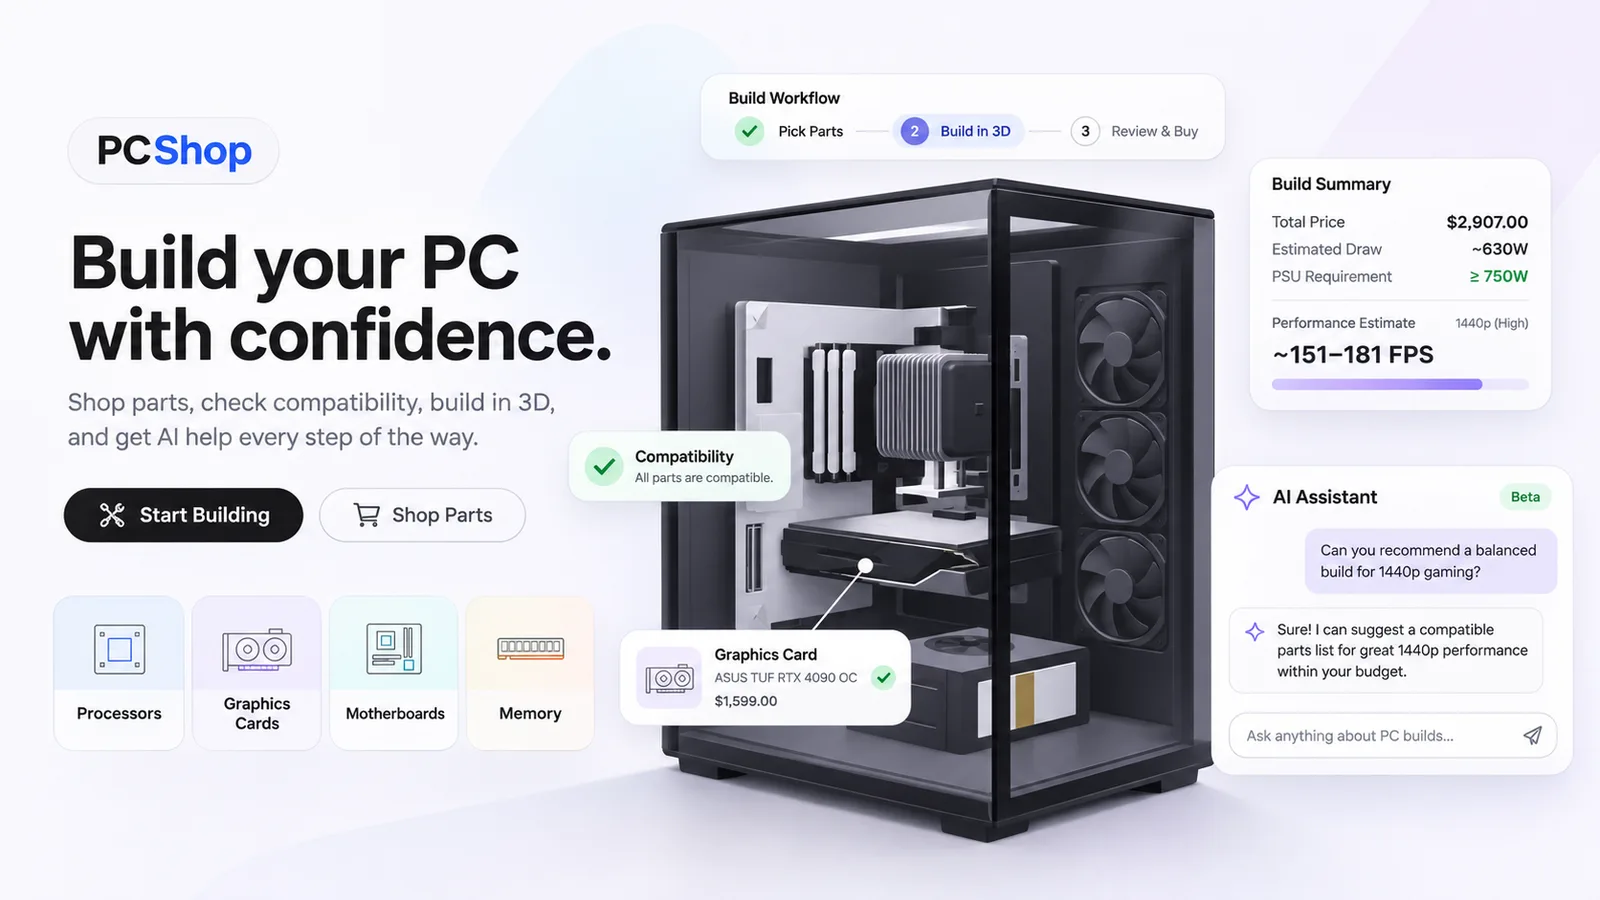 PCShop
Build your PC
with confidence.
Shop parts, check compatibility, build in 3D,
and get AI help every step of the way.
Start Building
Shop Parts
Processors
Graphics
Cards
Motherboards
Memory
Build Workflow
Pick Parts
2
Build in 3D
3
Review & Buy
Compatibility
All parts are compatible.
Graphics Card
ASUS TUF RTX 4090 OC
$1,599.00
Build Summary
Total Price $2,907.00
Estimated Draw ~630W
PSU Requirement ≥ 750W
Performance Estimate 1440p (High)
~151–181 FPS
AI Assistant
Beta
Can you recommend a balanced
build for 1440p gaming?
Sure! I can suggest a compatible
parts list for great 1440p performance
within your budget.
Ask anything about PC builds...